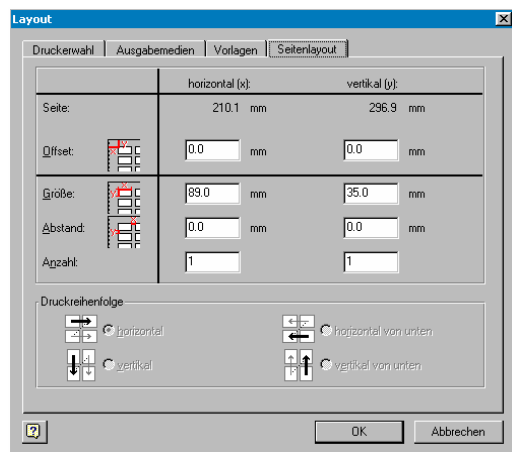 Layout
Druckerwahl Ausgabemedien Vorlagen Seitenlayout
horizontal (x): vertikal (y):
Seite: 210.1 mm 296.9 mm
Offset: 0.0 mm 0.0 mm
Größe: 89.0 mm 35.0 mm
Abstand: 0.0 mm 0.0 mm
Anzahl: 1 1
Druckreihenfolge
horizontal horizontal von unten
vertikal vertikal von unten
OK Abbrechen